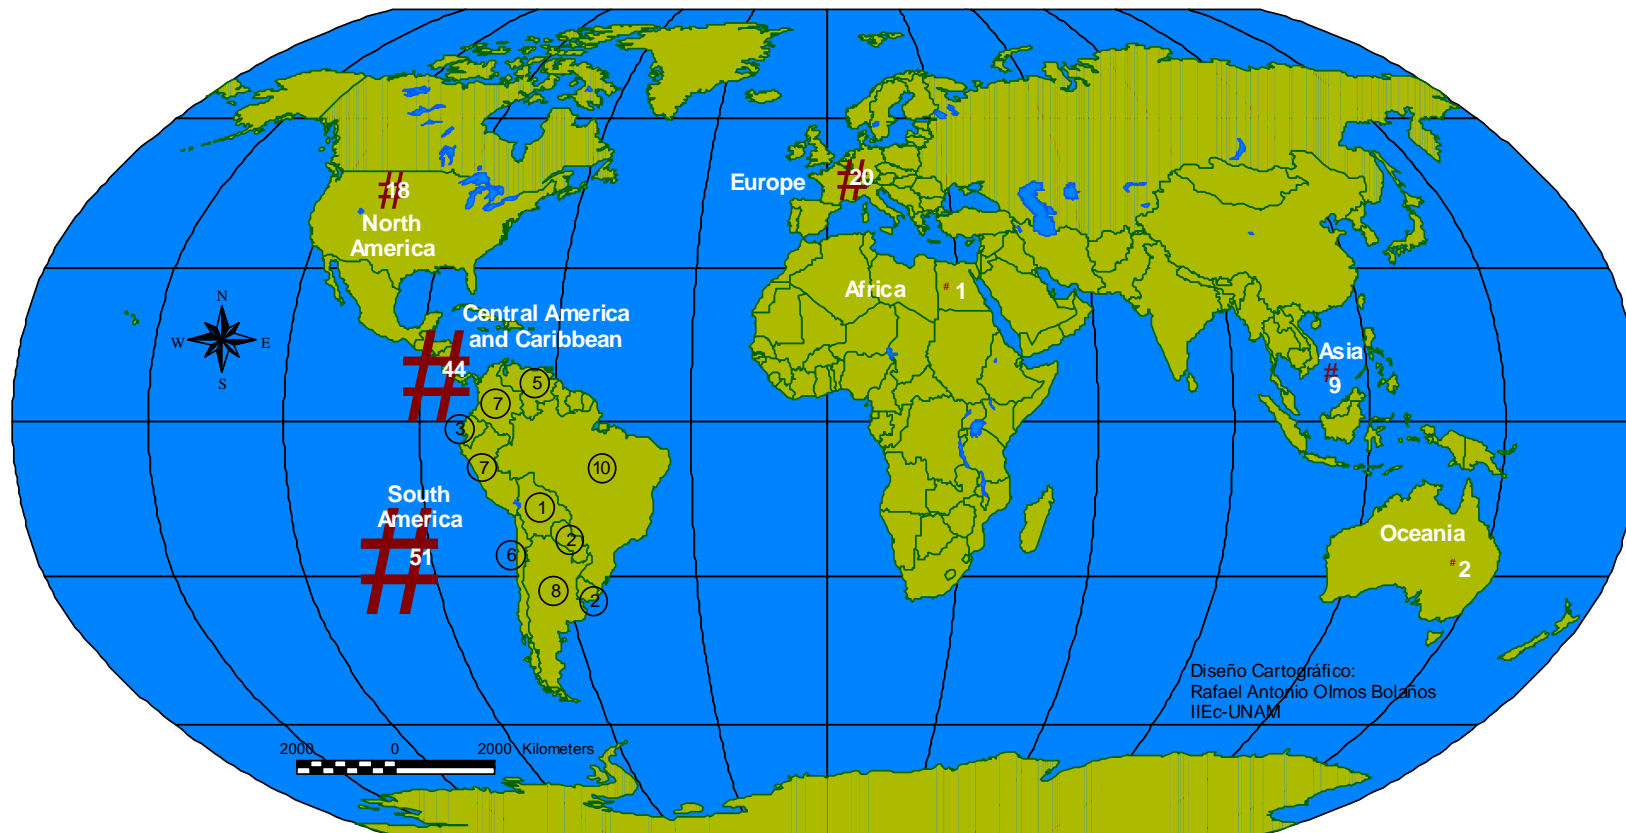 18
North
America
Europe
20
Africa
# 1
N
W
E
S
Central America
and Caribbean
44
Asia
#
9
5
7
3
7
10
South
America
51
1
2
6
8
2
Oceania
# 2
Diseño Cartográfico:
Rafael Antonio Olmos Bolaños
IIEc-UNAM
2000 0 2000 Kilometers